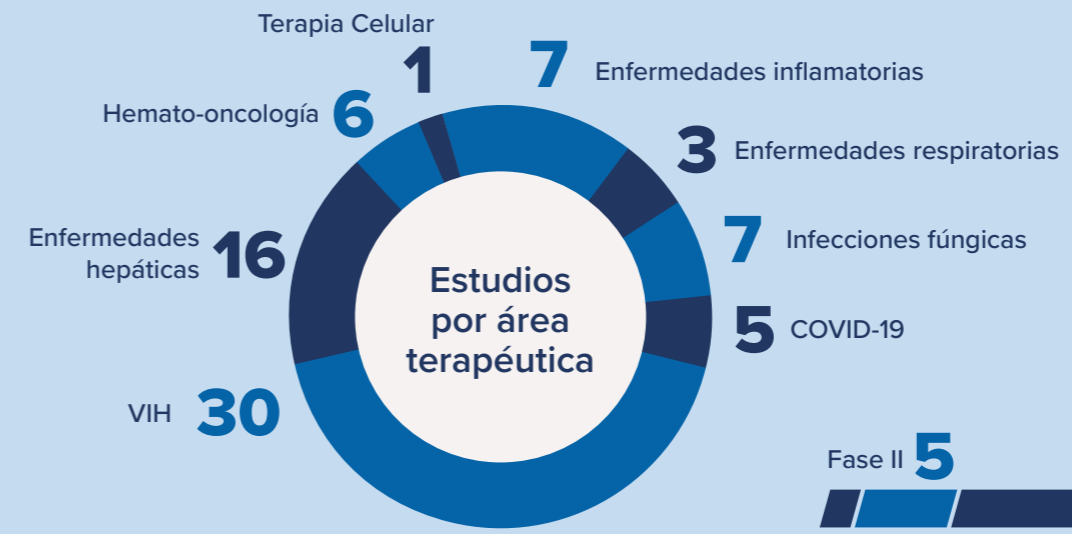 Terapia Celular
1
7
Enfermedades inflamatorias
Hemato-oncología
6
3
Enfermedades respiratorias
Enfermedades
hepáticas
16
7
Infecciones fúngicas
Estudios
por área
terapéutica
5
COVID-19
VIH
30
Fase II
5